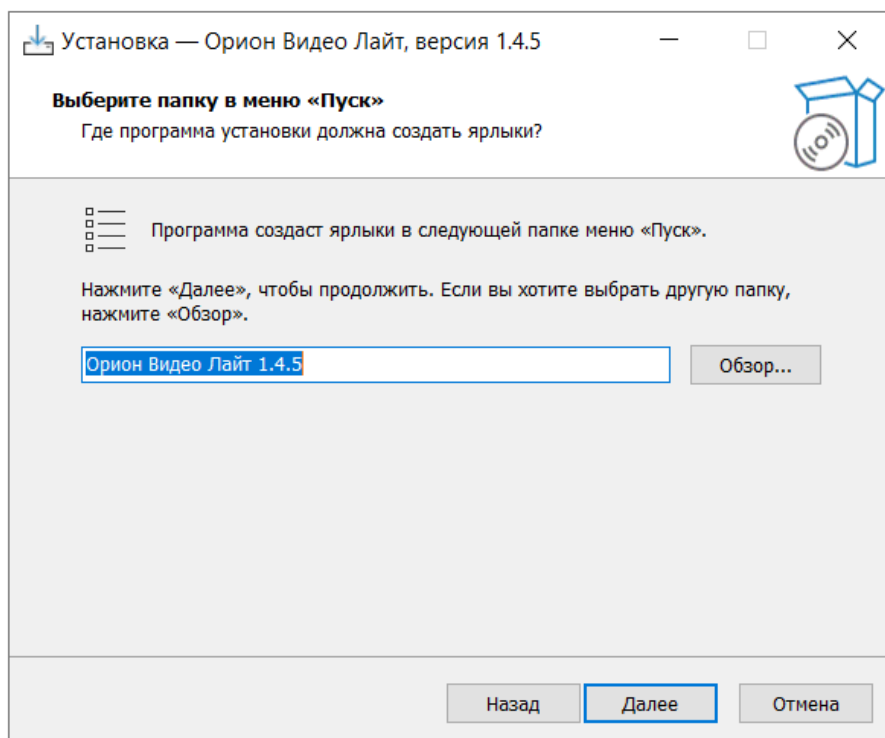 Установка — Орион Видео Лайт, версия 1.4.5
Выберите папку в меню «Пуск»
Где программа установки должна создать ярлыки?
Программа создаст ярлыки в следующей папке меню «Пуск».
Нажмите «Далее», чтобы продолжить. Если вы хотите выбрать другую папку,
нажмите «Обзор».
Орион Видео Лайт 1.4.5
Обзор...
Назад
Далее
Отмена